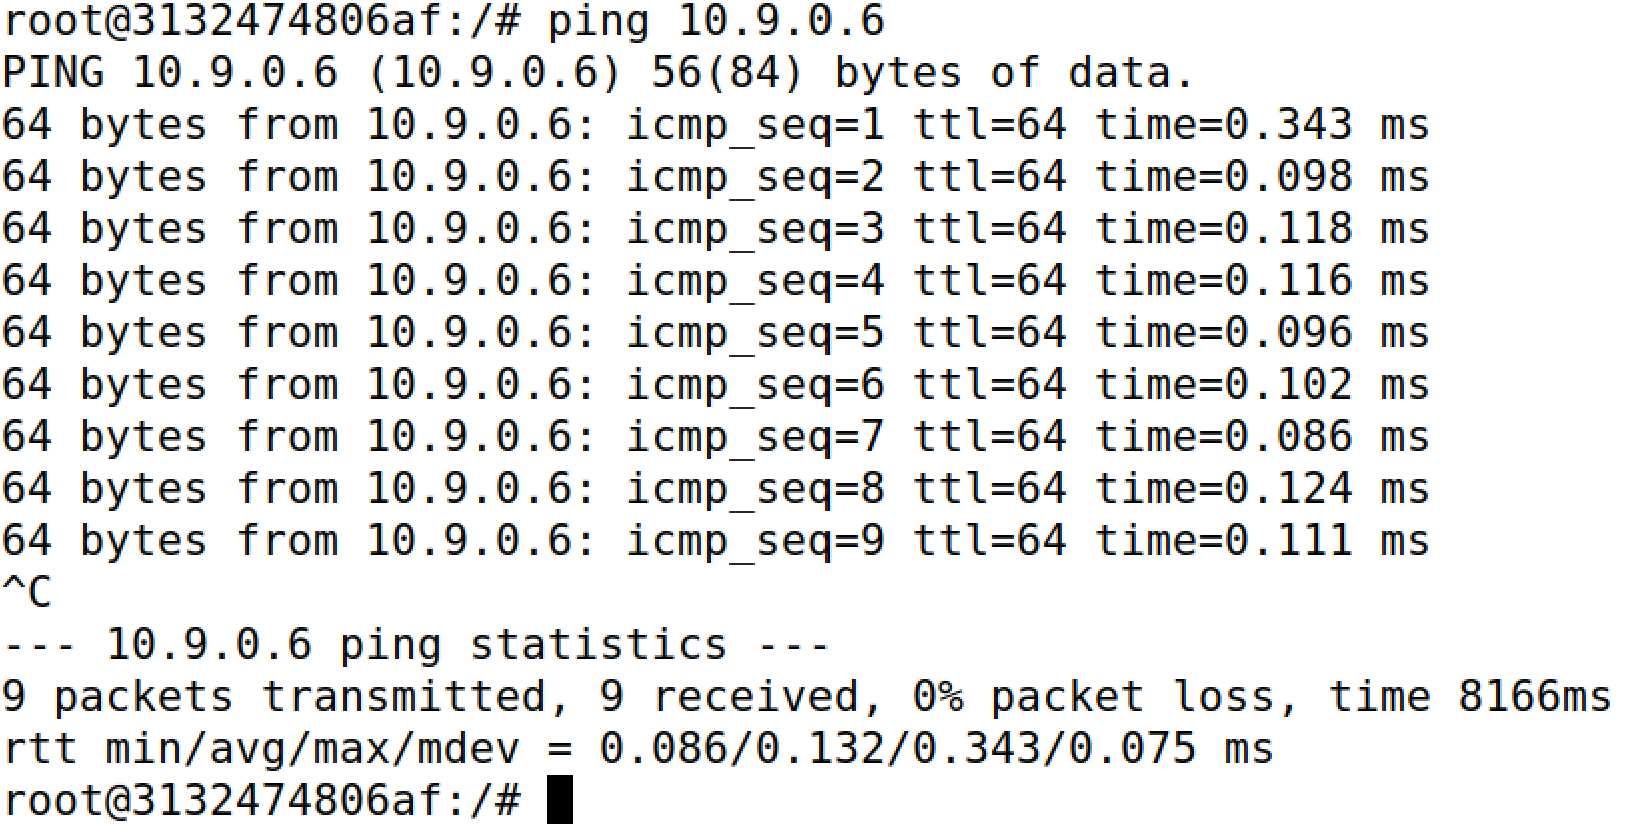 root@3132474806af:/# ping 10.9.0.6
PING 10.9.0.6 (10.9.0.6) 56(84) bytes of data.
64 bytes from 10.9.0.6: icmp_seq=1 ttl=64 time=0.343 ms
64 bytes from 10.9.0.6: icmp_seq=2 ttl=64 time=0.098 ms
64 bytes from 10.9.0.6: icmp_seq=3 ttl=64 time=0.118 ms
64 bytes from 10.9.0.6: icmp_seq=4 ttl=64 time=0.116 ms
64 bytes from 10.9.0.6: icmp_seq=5 ttl=64 time=0.096 ms
64 bytes from 10.9.0.6: icmp_seq=6 ttl=64 time=0.102 ms
64 bytes from 10.9.0.6: icmp_seq=7 ttl=64 time=0.086 ms
64 bytes from 10.9.0.6: icmp_seq=8 ttl=64 time=0.124 ms
64 bytes from 10.9.0.6: icmp_seq=9 ttl=64 time=0.111 ms
^C
--- 10.9.0.6 ping statistics ---
9 packets transmitted, 9 received, 0% packet loss, time 8166ms
rtt min/avg/max/mdev = 0.086/0.132/0.343/0.075 ms
root@3132474806af:/#